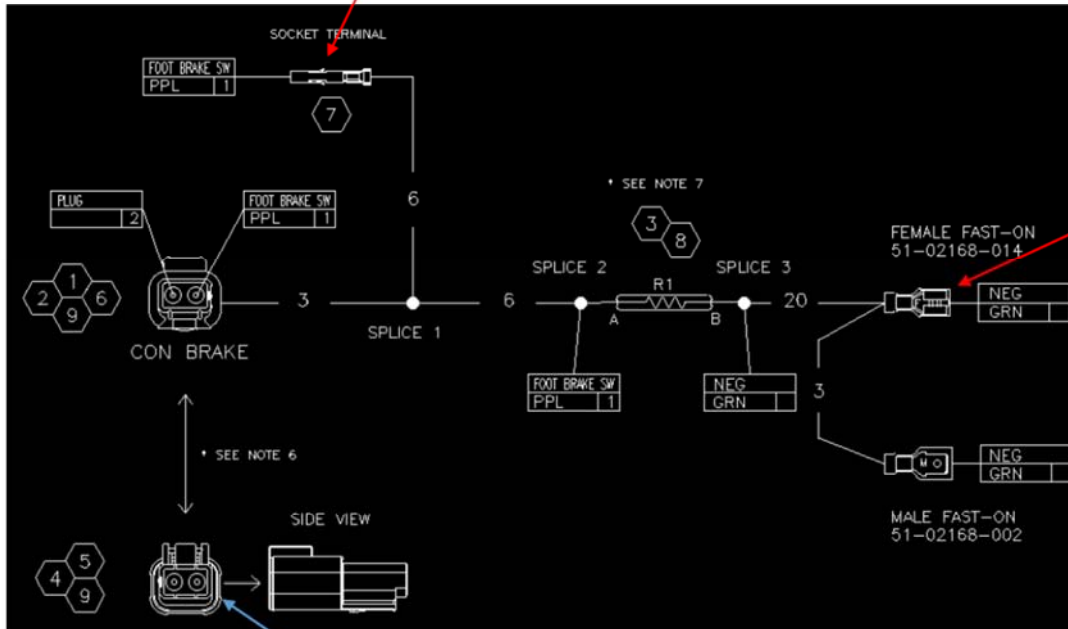 SOCKET TERMINAL
FOOT BRAKE SW
PPL 1
7
6
* SEE NOTE 7
PLUG
2
FOOT BRAKE SW
PPL 1
3
8
FEMALE FAST-ON
51-02168-014
SPLICE 2
SPLICE 3
1
2
6
9
3
6
R1
20
NEG
GRN
A
B
SPLICE 1
CON BRAKE
FOOT BRAKE SW
PPL 1
NEG
GRN
3
* SEE NOTE 6
NEG
GRN
SIDE VIEW
MALE FAST-ON
51-02168-002
5
4
9